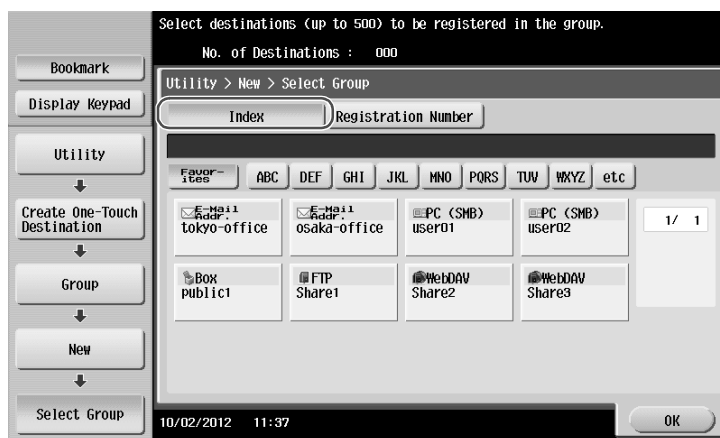 Select destinations (up to 500) to be registered in the group.
No. of Destinations : 000
Bookmark
Display Keypad
Utility
Create One-Touch
Destination
Group
New
Select Group
Utility > New > Select Group
Index
Registration Number
Favor-
ites
ABC
DEF
GHI
JKL
MNO
PQRS
TUV
WXYZ
etc
E-Mail
Addr.
tokyo-office
E-Mail
Addr.
osaka-office
PC (SMB)
user01
PC (SMB)
user02
1/ 1
Box
public1
FTP
Share1
WebDAV
Share2
WebDAV
Share3
10/02/2012 11:37
OK